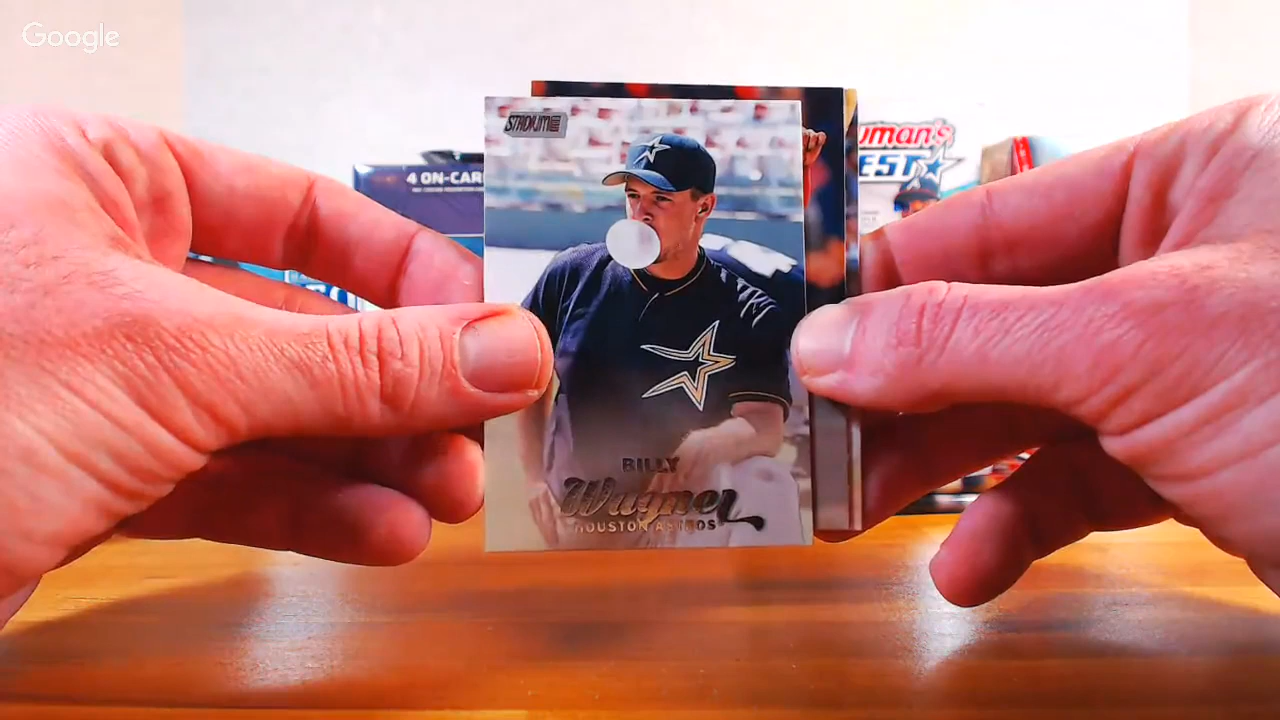 Google
STADIUM
4 ON-CAR
BILLY
Wagner
HOUSTON ASTROS
uman's
EST